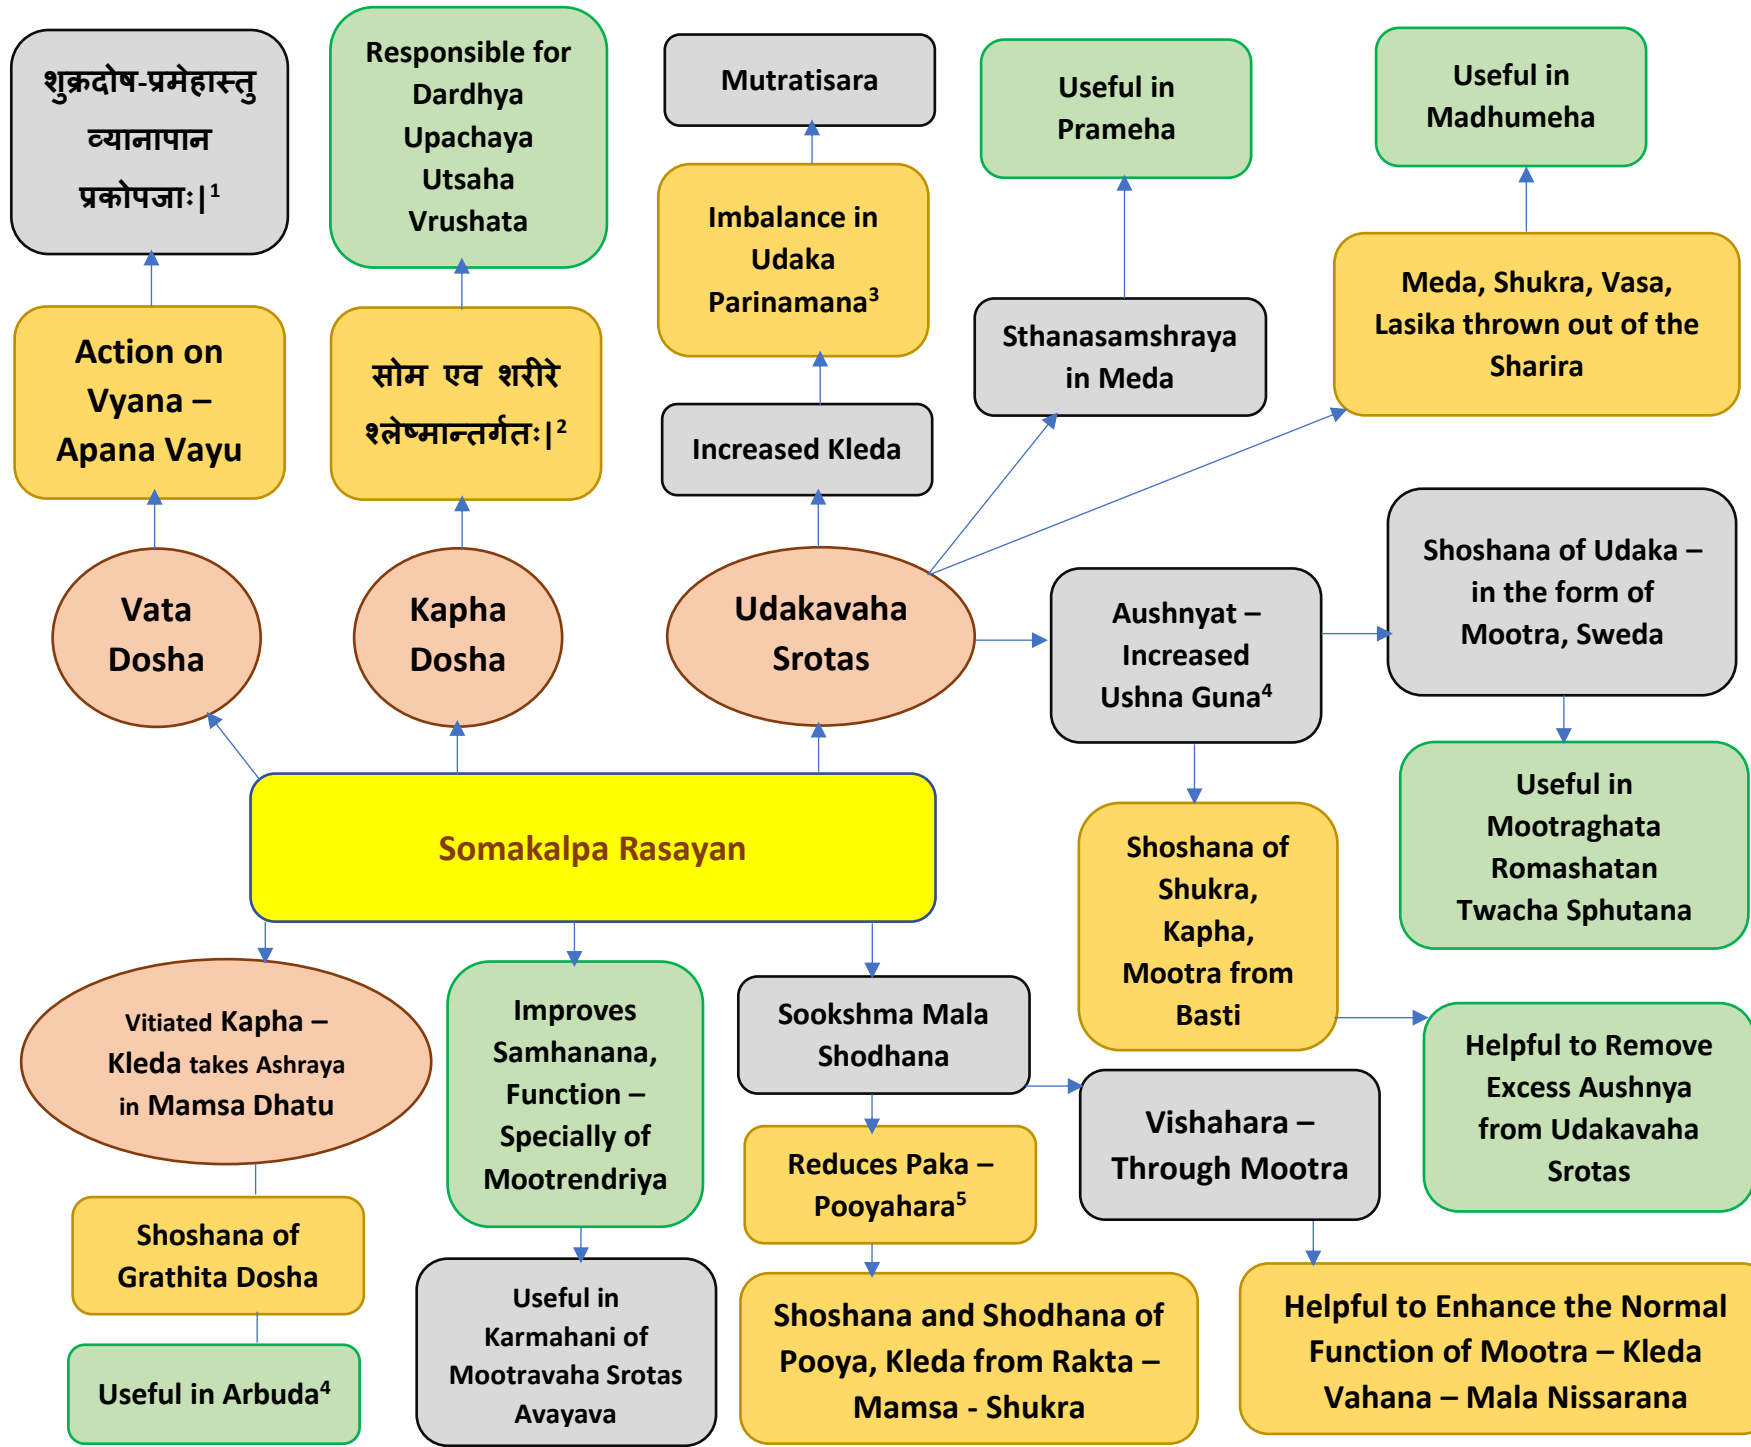 शुक्रदोष-प्रमेहास्तु
व्यानापान
प्रकोपजाः|1
Responsible for
Dardhya
Upachaya
Utsaha
Vrushata
Mutratisara
Useful in
Prameha
Useful in
Madhumeha
Action on
Vyana –
Apana Vayu
सोम एव शरीरे
श्लेष्मान्तर्गतः|2
Imbalance in
Udaka
Parinamana3
Increased Kleda
Sthanasamshraya
in Meda
Meda, Shukra, Vasa,
Lasika thrown out of the
Sharira
Vata
Dosha
Kapha
Dosha
Udakavaha
Srotas
Aushnyat –
Increased
Ushna Guna4
Shoshana of Udaka –
in the form of
Mootra, Sweda
Somakalpa Rasayan
Shoshana of
Shukra,
Kapha,
Mootra from
Basti
Useful in
Mootraghata
Romashatan
Twacha Sphutana
Vitiated Kapha –
Kleda takes Ashraya
in Mamsa Dhatu
Improves
Samhanana,
Function –
Specially of
Mootrendriya
Sookshma Mala
Shodhana
Vishahara –
Through Mootra
Helpful to Remove
Excess Aushnya
from Udakavaha
Srotas
Shoshana of
Grathita Dosha
Useful in Arbuda4
Useful in
Karmahani of
Mootravaha Srotas
Avayava
Reduces Paka –
Pooyahara5
Shoshana and Shodhana of
Pooya, Kleda from Rakta –
Mamsa - Shukra
Helpful to Enhance the Normal
Function of Mootra – Kleda
Vahana – Mala Nissarana